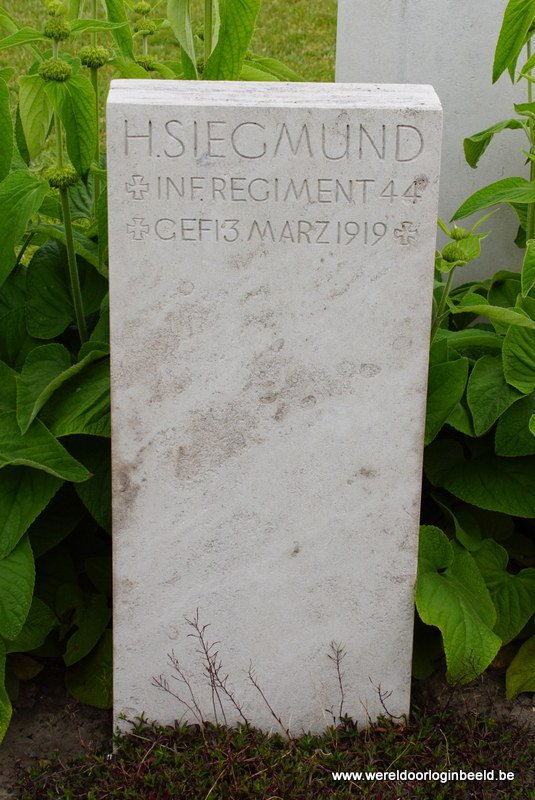 H. SIEGMUND
✠ INF. REGIMENT 44
✠ GEF 13. MARZ 1919 ✠
www.wereldoorloginbeeld.be